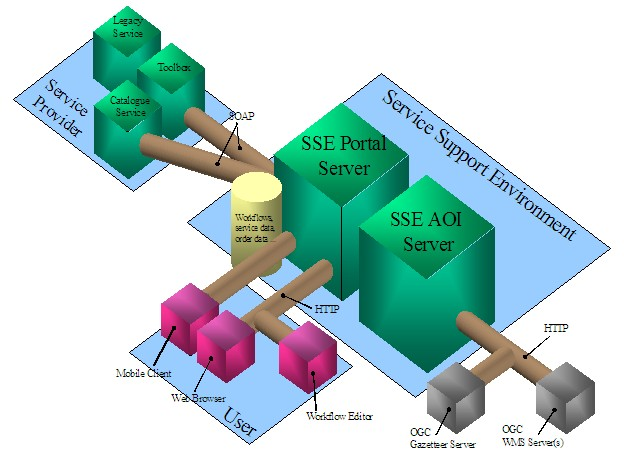 Legacy
Service
Toolbox
Catalogue
Service
Service
Provider
SOAP
SSE Portal
Server
Service Support Environment
SSE AOI
Server
Workflows,
service data,
order data ...
HTTP
HTTP
Mobile Client
Web Browser
User
Workflow Editor
OGC
Gazetteer Server
OGC
WMS Server(s)